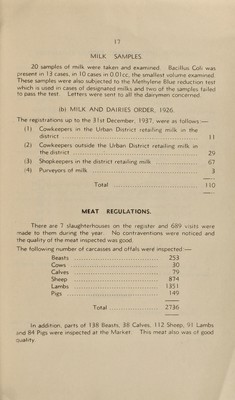 17
MILK SAMPLES.
20 samples of milk were taken and examined. Bacillus Coli was
present in 13 cases, in 10 cases in 0.01cc, the smallest volume examined.
These samples were also subjected to the Methylene Blue reduction test
which is used in cases of designated milks and two of the samples failed
to pass the test. Letters were sent to all the dairymen concerned.
(b) MILK AND DAIRIES ORDER, 1926.
The registrations up to the 31st December, 1937, were as follows:—
(1) Cowkeepers in the Urban District retailing milk in the
district ........ 11
(2) Cowkeepers outside the Urban District retailing milk in
the district ........ 29
(3) Shopkeepers in the district retailing milk ........ 67
(4) Purveyors of milk ........ 3
Total ........ 110
MEAT REGULATIONS.
There are 7 slaughterhouses on the register and 689 visits were
made to them during the year. No contraventions were noticed and
the quality of the meat inspected was good.
The following number of carcasses and offals were inspected:—
Beasts ........ 253
Cows ........ 30
Calves ........ 79
Sheep ........ 874
Lambs ........ 1351
Pigs ........ 149
Total ........ 2736
In addition, parts of 138 Beasts, 38 Calves, 112 Sheep, 91 Lambs
and 84 Pigs were inspected at the Market. This meat also was of good
quality.